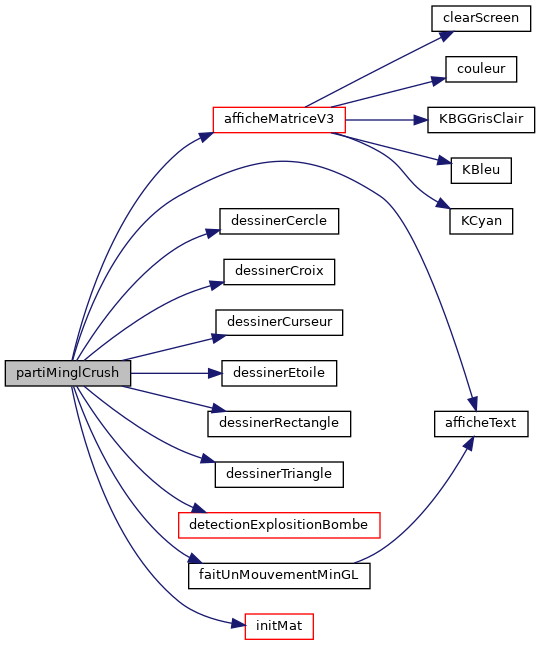 clearScreen
couleur
afficheMatriceV3
KBGGrisClair
KBleu
KCyan
dessinerCercle
dessinerCroix
dessinerCurseur
partiMinglCrush
dessinerEtoile
dessinerRectangle
afficheText
dessinerTriangle
detectionExplositionBombe
faitUnMouvementMinGL
initMat